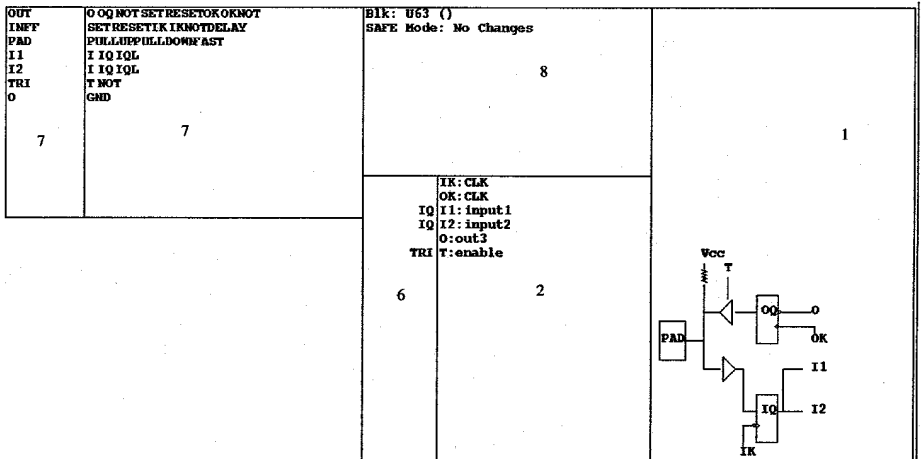 OUT O OQ NOT SET RESET OK OKNOT
INFF SET RESET IK IKNOT DELAY
PAD PULLUP PULLDOWN FAST
I1 I IQ IQL
I2 I IQ IQL
TRI T NOT
O GND
7
7
Blk: U63 ()
SAFE Mode: No Changes
8
1
IK:CLK
OK:CLK
IQ I1:input1
IQ I2:input2
O:out3
TRI T:enable
6
2
Vcc
T
OQ
O
OK
PAD
I1
IQ
I2
IK